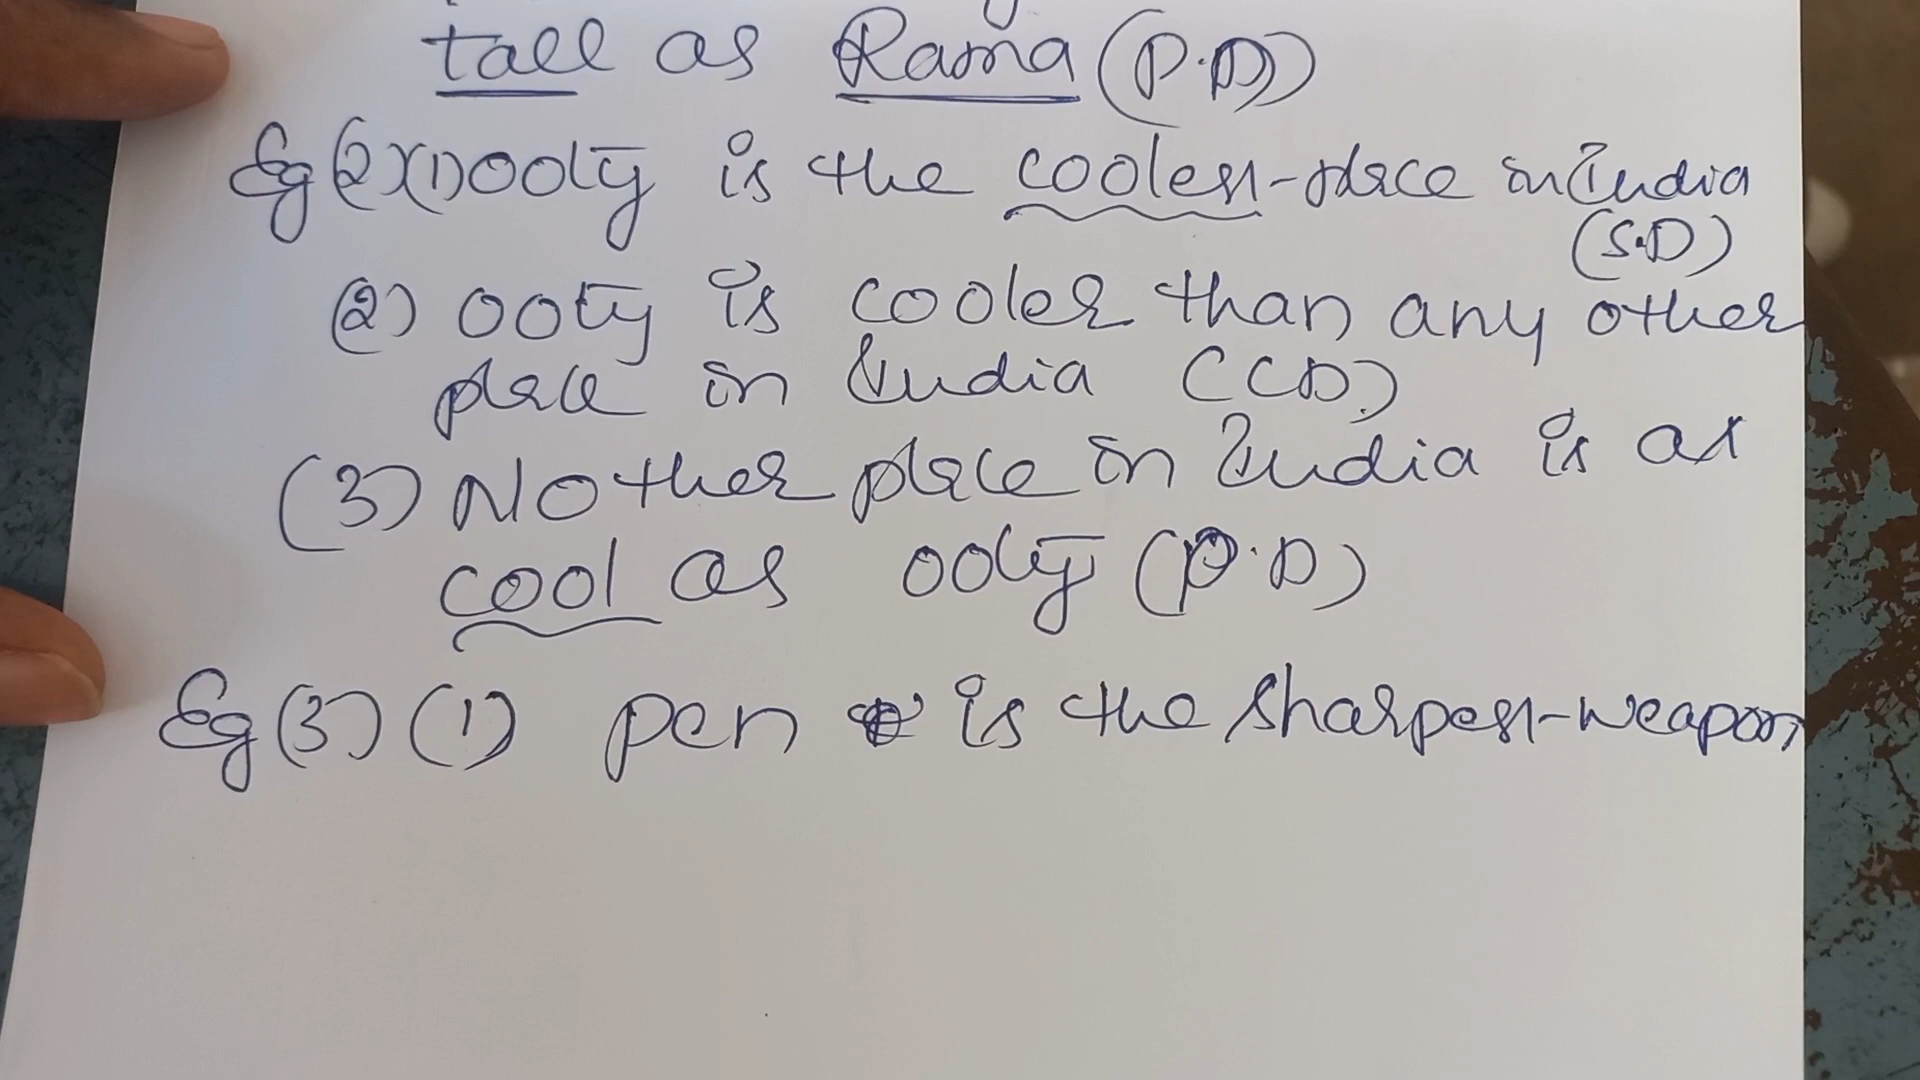 tall as Rama (P.D)
Eg(2)(1) Ooty is the coolest place in India
(S.D)
(2) Ooty is cooler than any other
place in India (C.D)
(3) No other place in India is as
cool as Ooty (P.D)
Eg(3) (1) pen is the sharpest weapon